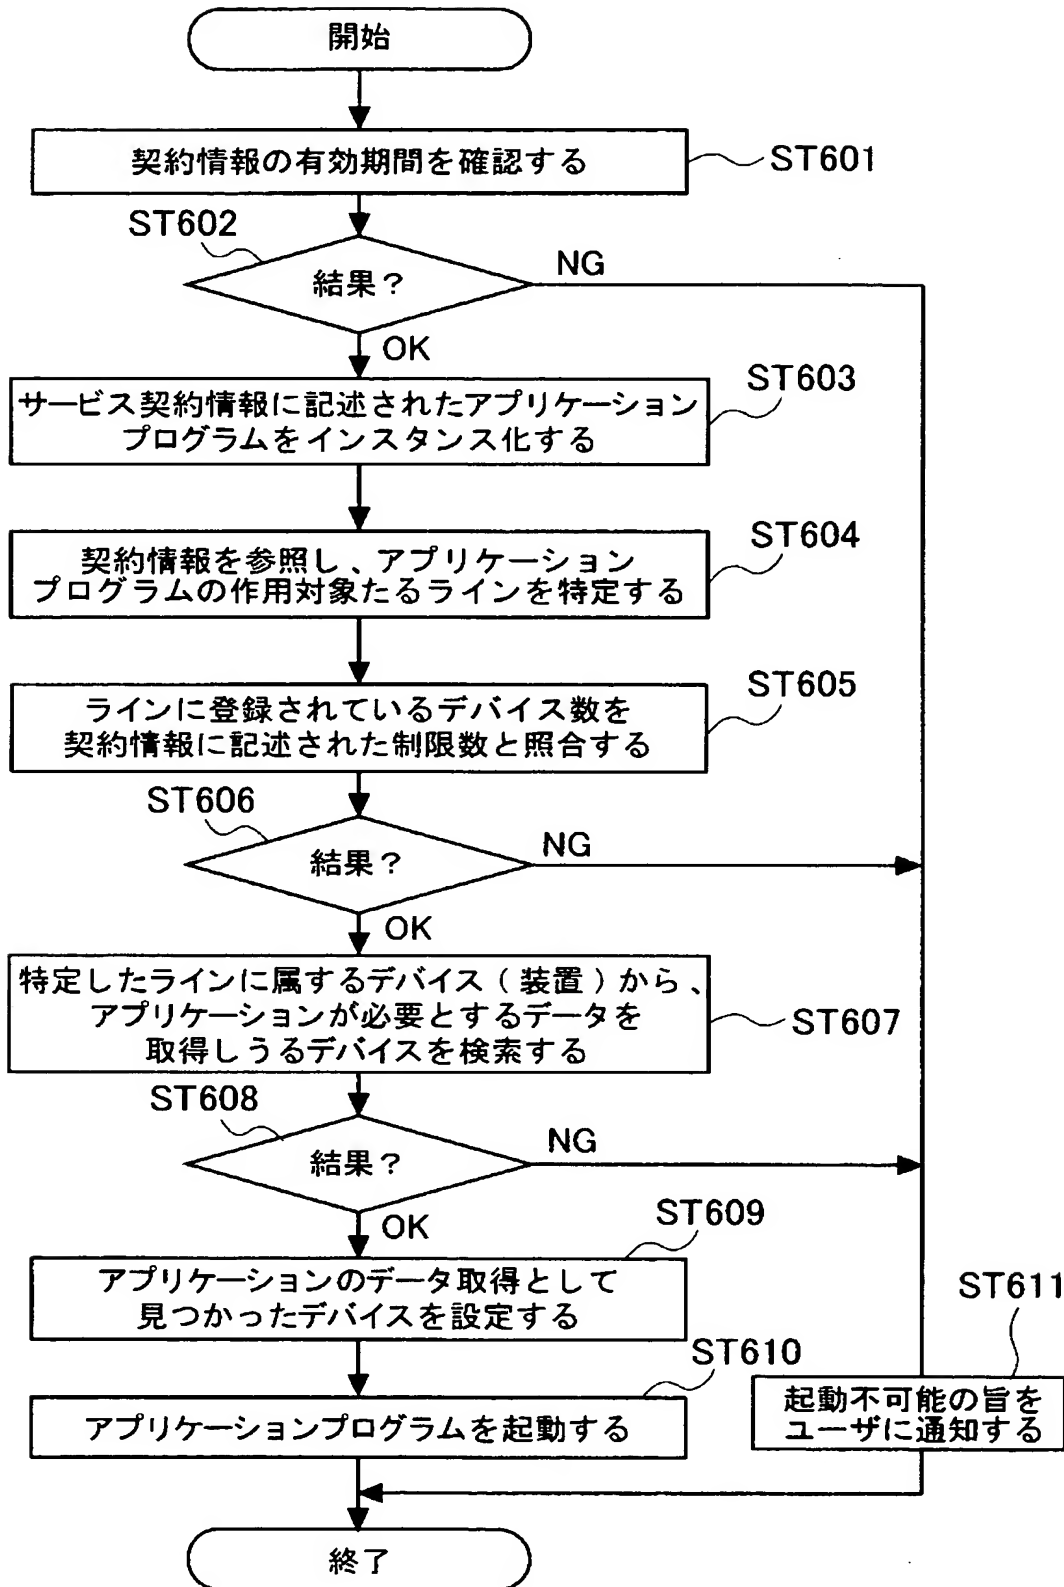 開始
契約情報の有効期間を確認する
ST601
ST602
結果？
NG
OK
ST603
サービス契約情報に記述されたアプリケーション
プログラムをインスタンス化する
ST604
契約情報を参照し、アプリケーション
プログラムの作用対象たるラインを特定する
ST605
ラインに登録されているデバイス数を
契約情報に記述された制限数と照合する
ST606
結果？
NG
OK
特定したラインに属するデバイス（装置）から、
アプリケーションが必要とするデータを
取得しうるデバイスを検索する
ST607
ST608
結果？
NG
OK
ST609
アプリケーションのデータ取得として
見つかったデバイスを設定する
ST611
ST610
アプリケーションプログラムを起動する
起動不可能の旨を
ユーザに通知する
終了